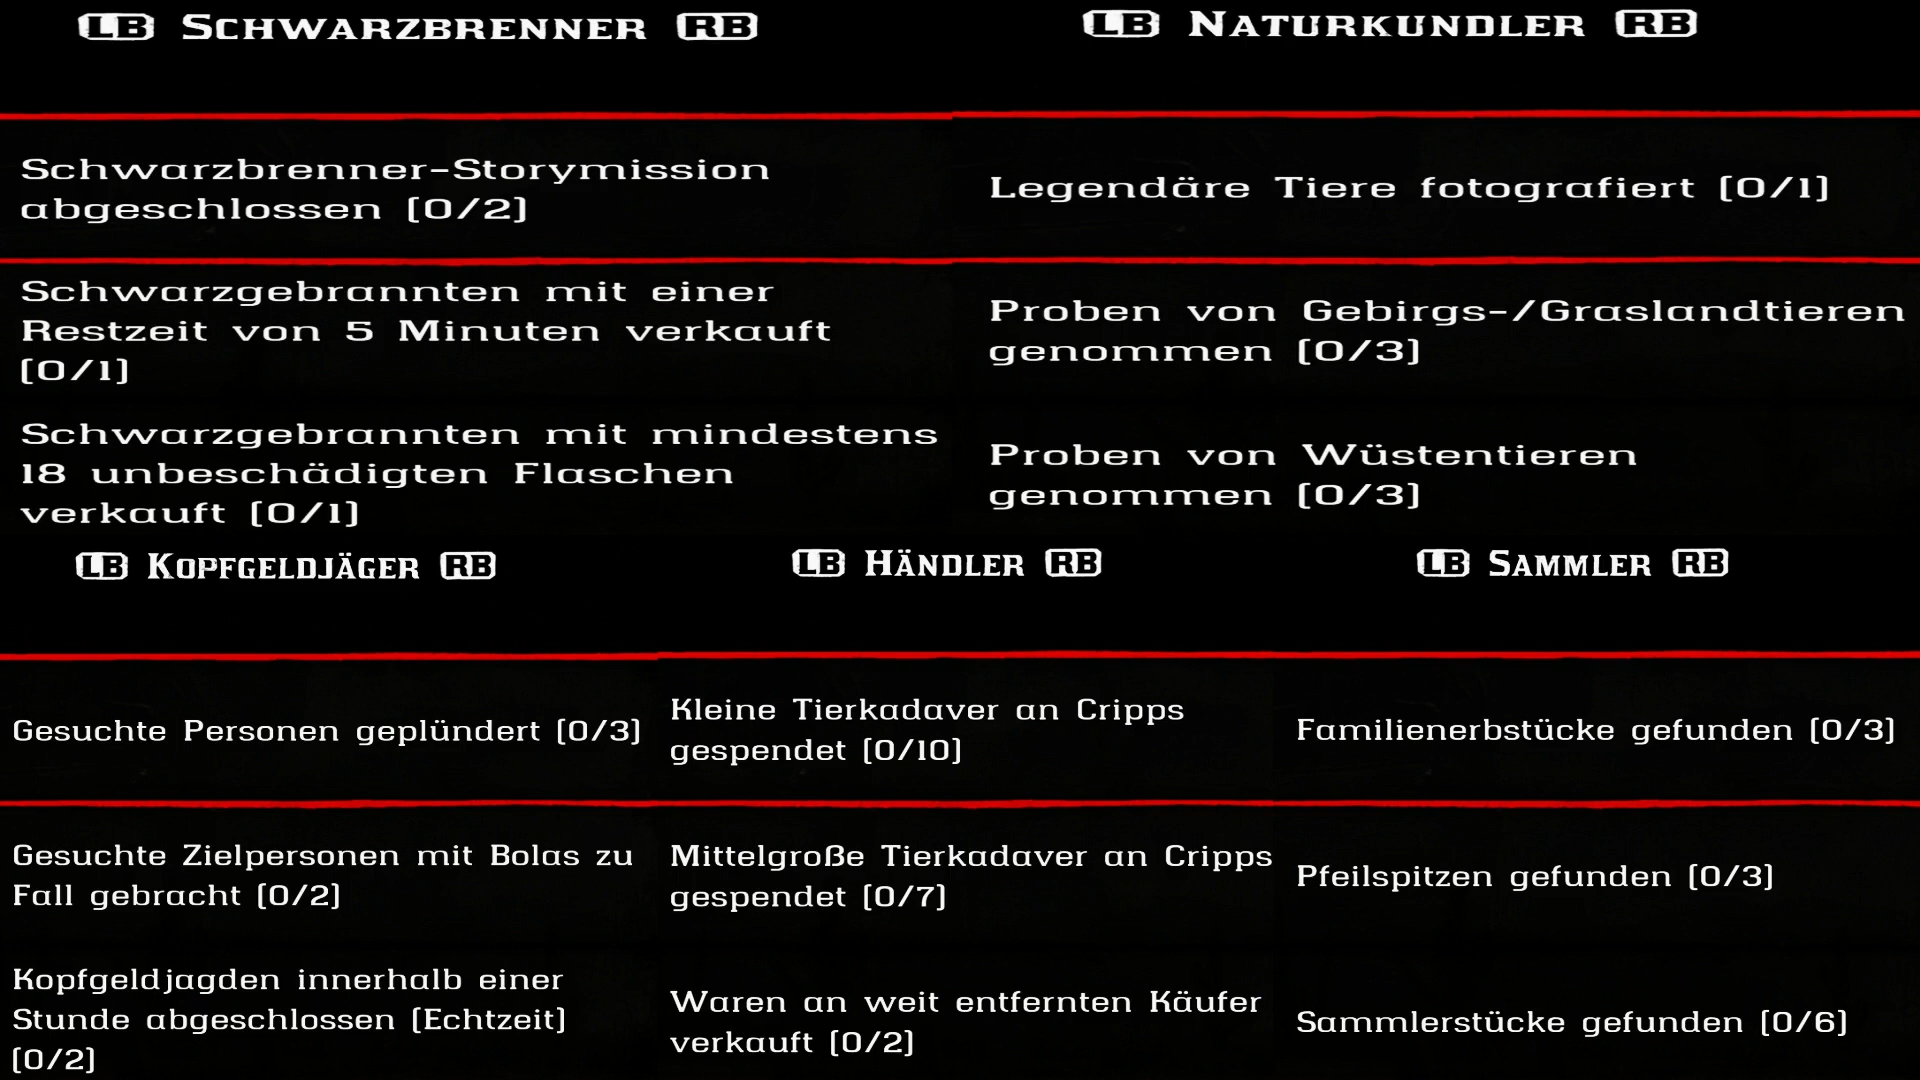 LB Schwarzbrenner RB
Schwarzbrenner-Storymission
abgeschlossen [0/2]
Schwarzgebrannten mit einer
Restzeit von 5 Minuten verkauft
[0/1]
Schwarzgebrannten mit mindestens
18 unbeschädigten Flaschen
verkauft [0/1]
LB Naturkundler RB
Legendäre Tiere fotografiert [0/1]
Proben von Gebirgs-/Graslandtieren
genommen [0/3]
Proben von Wüstentieren
genommen [0/3]
LB Kopfgeldjäger RB
Gesuchte Personen geplündert [0/3]
Gesuchte Zielpersonen mit Bolas zu
Fall gebracht [0/2]
Kopfgeldjagden innerhalb einer
Stunde abgeschlossen [Echtzeit]
[0/2]
LB Händler RB
Kleine Tierkadaver an Cripps
gespendet [0/10]
Mittelgroße Tierkadaver an Cripps
gespendet [0/7]
Waren an weit entfernten Käufer
verkauft [0/2]
LB Sammler RB
Familienerbstücke gefunden [0/3]
Pfeilspitzen gefunden [0/3]
Sammlerstücke gefunden [0/6]